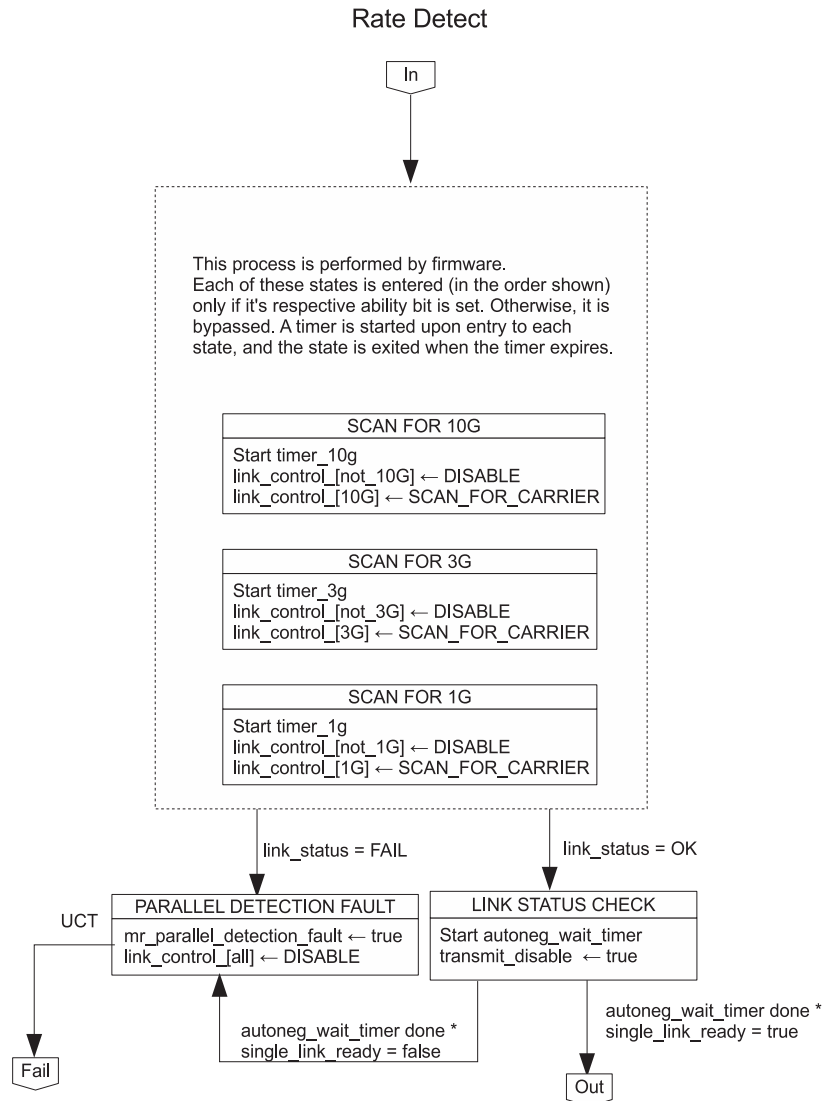 Rate Detect
In
This process is performed by firmware.
Each of these states is entered (in the order shown)
only if it's respective ability bit is set. Otherwise, it is
bypassed. A timer is started upon entry to each
state, and the state is exited when the timer expires.
SCAN FOR 10G
Start timer_10g
link_control_[not_10G] ← DISABLE
link_control_[10G] ← SCAN_FOR_CARRIER
SCAN FOR 3G
Start timer_3g
link_control_[not_3G] ← DISABLE
link_control_[3G] ← SCAN_FOR_CARRIER
SCAN FOR 1G
Start timer_1g
link_control_[not_1G] ← DISABLE
link_control_[1G] ← SCAN_FOR_CARRIER
link_status = FAIL
link_status = OK
UCT
PARALLEL DETECTION FAULT
mr_parallel_detection_fault ← true
link_control_[all] ← DISABLE
LINK STATUS CHECK
Start autoneg_wait_timer
transmit_disable ← true
autoneg_wait_timer done *
single_link_ready = false
autoneg_wait_timer done *
single_link_ready = true
Fail
Out